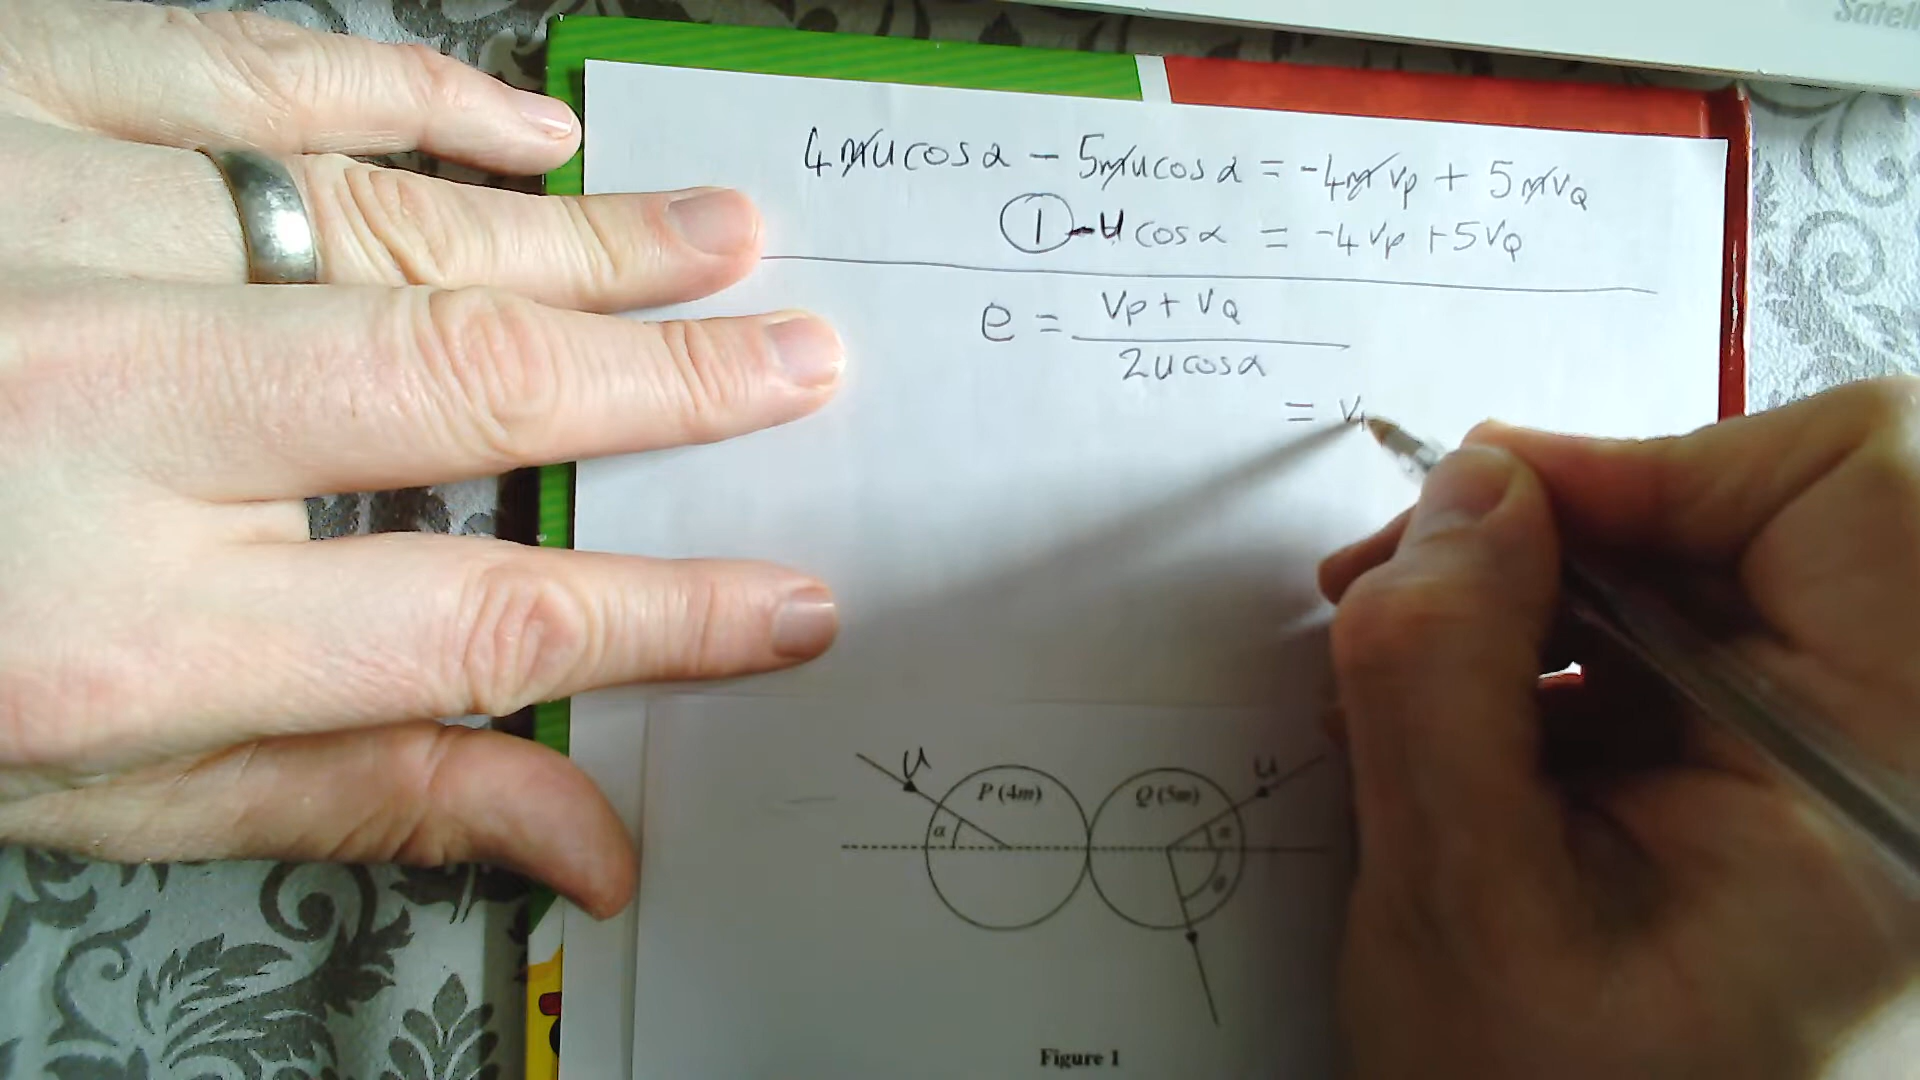 4mucosα - 5mucosα = -4mvp + 5mvQ
① -ucosα = -4vp + 5vQ
e = vp + vQ
2ucosα
= v
u
u
P (4m)
Q (5m)
α
α
Figure 1